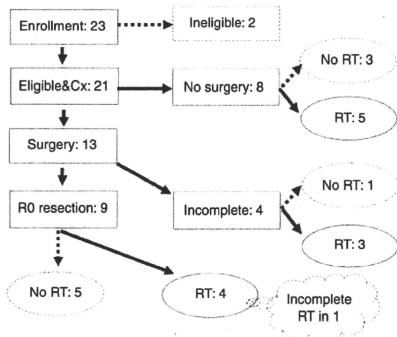 Enrollment: 23
Ineligible: 2
Eligible&Cx: 21
No surgery: 8
No RT: 3
RT: 5
Surgery: 13
R0 resection: 9
Incomplete: 4
No RT: 1
RT: 3
No RT: 5
RT: 4
Incomplete
RT in 1